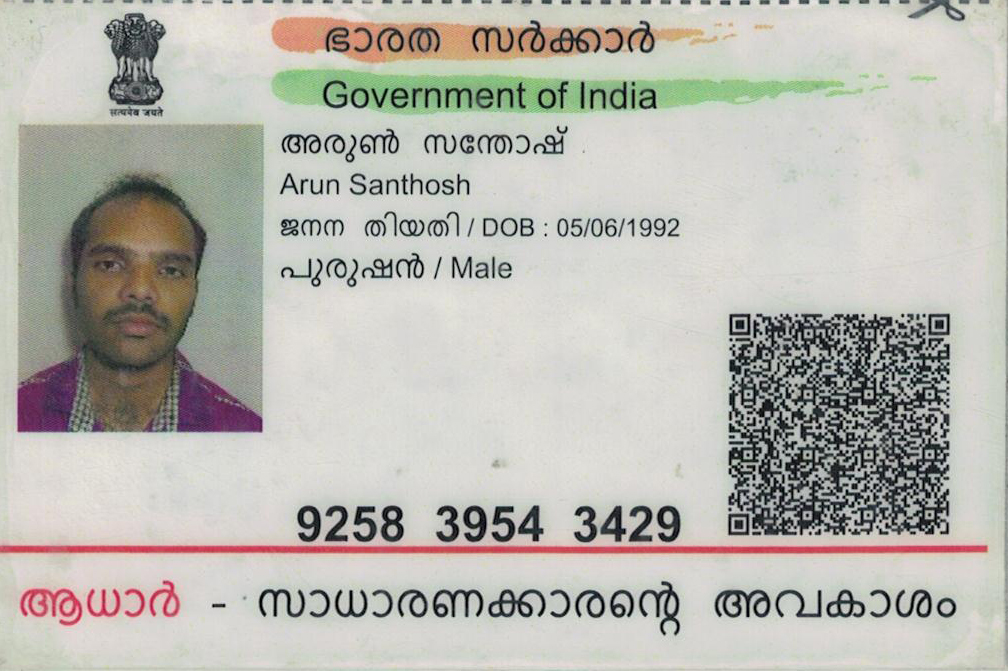 ഭാരത സർക്കാർ
Government of India
सत्यमेव जयते
അരുൺ സന്തോഷ്
Arun Santhosh
ജനന തിയതി / DOB : 05/06/1992
പുരുഷൻ / Male
9258 3954 3429
ആധാർ - സാധാരണക്കാരന്റെ അവകാശം